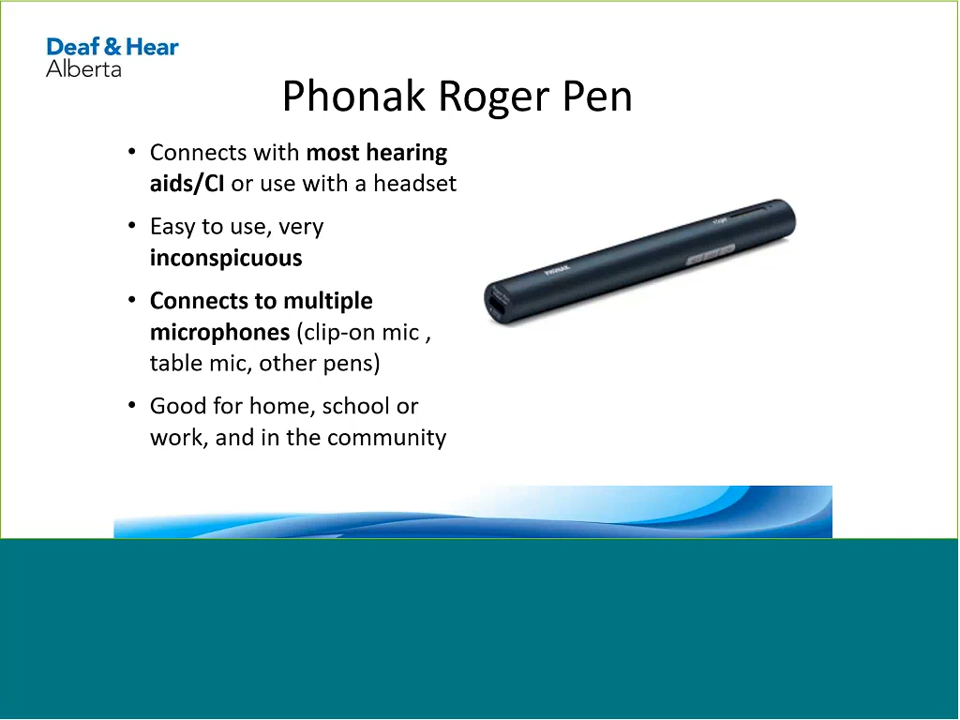 Deaf & Hear
Alberta
Phonak Roger Pen
• Connects with most hearing
aids/CI or use with a headset
• Easy to use, very
inconspicuous
• Connects to multiple
microphones (clip-on mic ,
table mic, other pens)
• Good for home, school or
work, and in the community
PHONAK